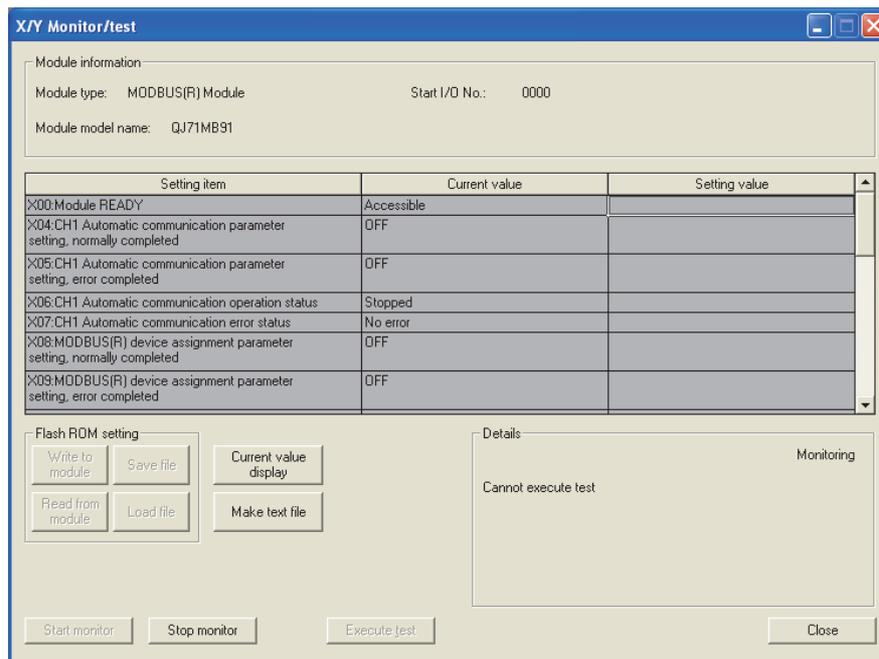 X/Y Monitor/test
Module information
Module type: MODBUS(R) Module Start I/O No.: 0000
Module model name: QJ71MB91
Setting item Current value Setting value
X00:Module READY Accessible
X04:CH1 Automatic communication parameter OFF
setting, normally completed
X05:CH1 Automatic communication parameter OFF
setting, error completed
X06:CH1 Automatic communication operation status Stopped
X07:CH1 Automatic communication error status No error
X08:MODBUS(R) device assignment parameter OFF
setting, normally completed
X09:MODBUS(R) device assignment parameter OFF
setting, error completed
Flash ROM setting
Write to
module
Save file
Current value
display
Read from
module
Load file
Make text file
Details
Monitoring
Cannot execute test
Start monitor Stop monitor Execute test Close